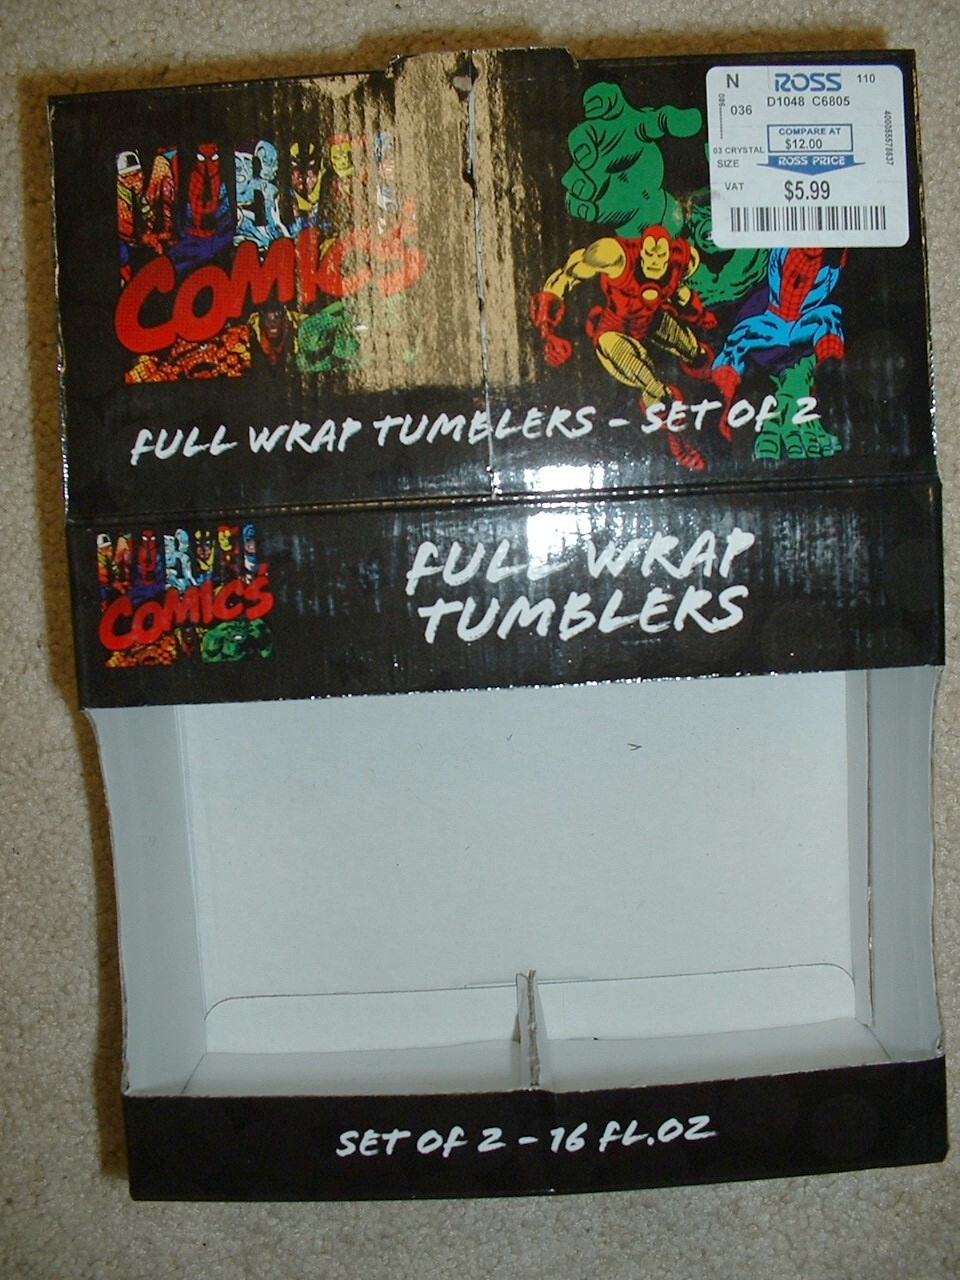 N ROSS 110
D1048 C6805
036
COMPARE AT
$12.00
03 CRYSTAL
SIZE
ROSS PRICE
VAT
$5.99
400065578637
MARVEL
COMICS
FULL WRAP TUMBLERS - SET OF 2
MARVEL
COMICS
FULL WRAP
TUMBLERS
SET OF 2 - 16 FL.OZ